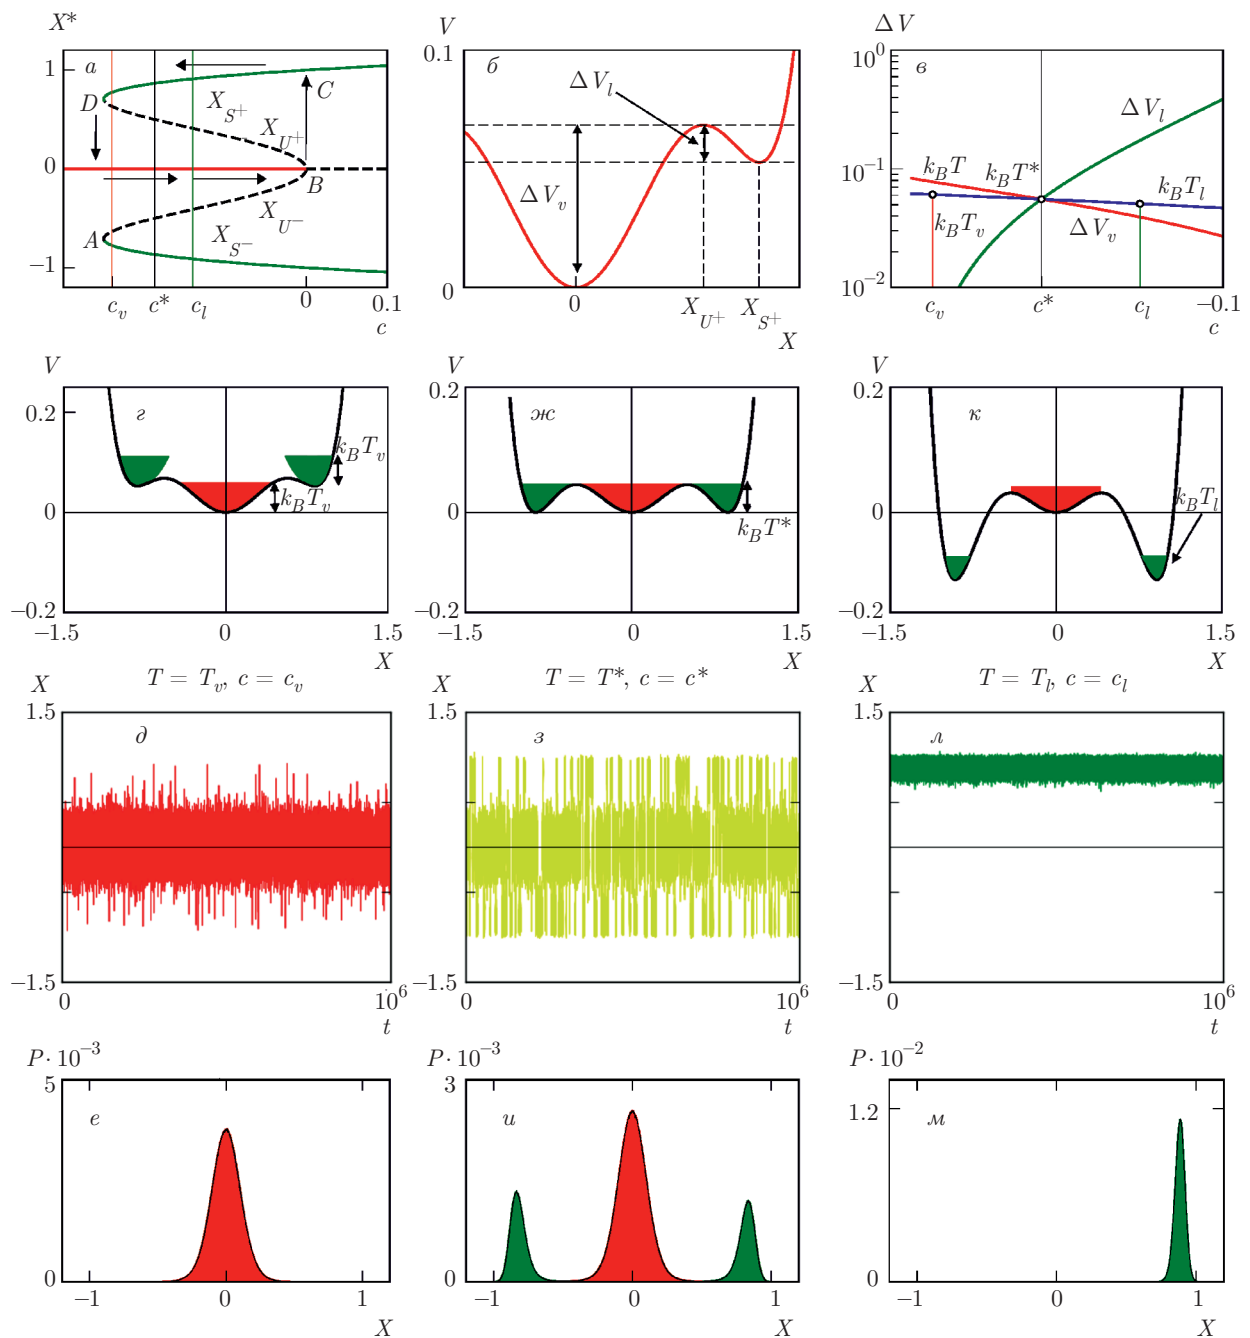 X*
1
а
D
X_{S^+}
C
X_{U^+}
0
B
X_{U^-}
A
X_{S^-}
−1
c_v
c*
c_l
0
0.1
c
V
0.1
б
ΔV_l
ΔV_v
0
0
X_{U^+}
X_{S^+}
X
ΔV
10^0
в
ΔV_l
10^{−1}
k_BT
k_BT*
k_BT_l
k_BT_v
ΔV_v
10^{−2}
c_v
c*
c_l
−0.1
c
V
0.2
г
k_BT_v
k_BT_v
0
−0.2
−1.5
0
1.5
X
V
0.2
ж
0
k_BT*
−0.2
−1.5
0
1.5
X
V
0.2
к
k_BT_l
0
−0.2
−1.5
0
1.5
X
T = T_v, c = c_v
X
1.5
д
−1.5
0
10^6
t
T = T*, c = c*
X
1.5
з
−1.5
0
10^6
t
T = T_l, c = c_l
X
1.5
л
−1.5
0
10^6
t
P·10^{−3}
5
е
0
−1
0
1
X
P·10^{−3}
3
и
0
−1
0
1
X
P·10^{−2}
1.2
м
0
−1
0
1
X